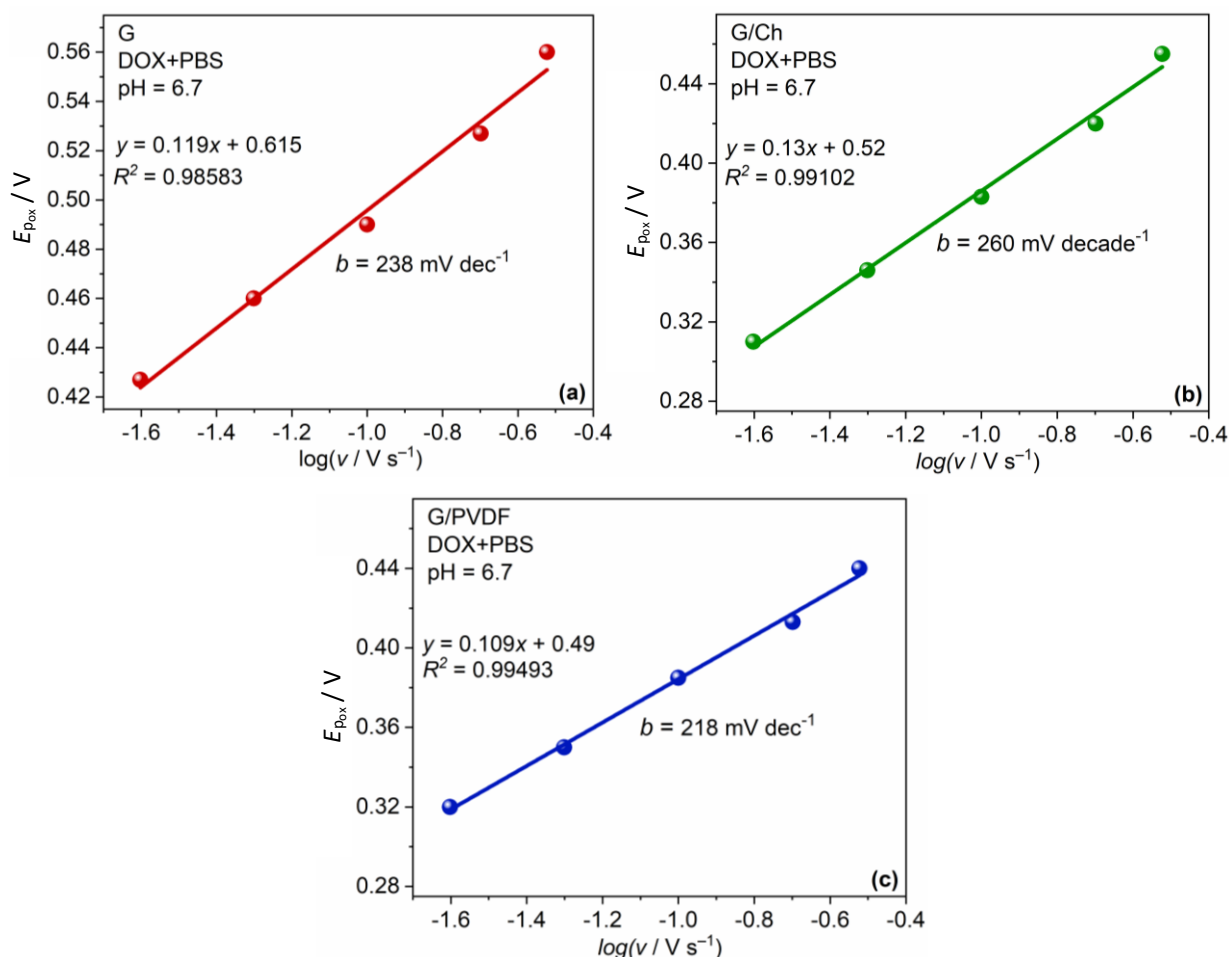 G
DOX+PBS
pH = 6.7
y = 0.119x + 0.615
R² = 0.98583
b = 238 mV dec⁻¹
(a)
E pox / V
0.56
0.54
0.52
0.50
0.48
0.46
0.44
0.42
-1.6 -1.4 -1.2 -1.0 -0.8 -0.6 -0.4
log(v / V s⁻¹)
G/Ch
DOX+PBS
pH = 6.7
y = 0.13x + 0.52
R² = 0.99102
b = 260 mV decade⁻¹
(b)
E pox / V
0.44
0.40
0.36
0.32
0.28
-1.6 -1.4 -1.2 -1.0 -0.8 -0.6 -0.4
log(v / V s⁻¹)
G/PVDF
DOX+PBS
pH = 6.7
y = 0.109x + 0.49
R² = 0.99493
b = 218 mV dec⁻¹
(c)
E pox / V
0.44
0.40
0.36
0.32
0.28
-1.6 -1.4 -1.2 -1.0 -0.8 -0.6 -0.4
log(v / V s⁻¹)